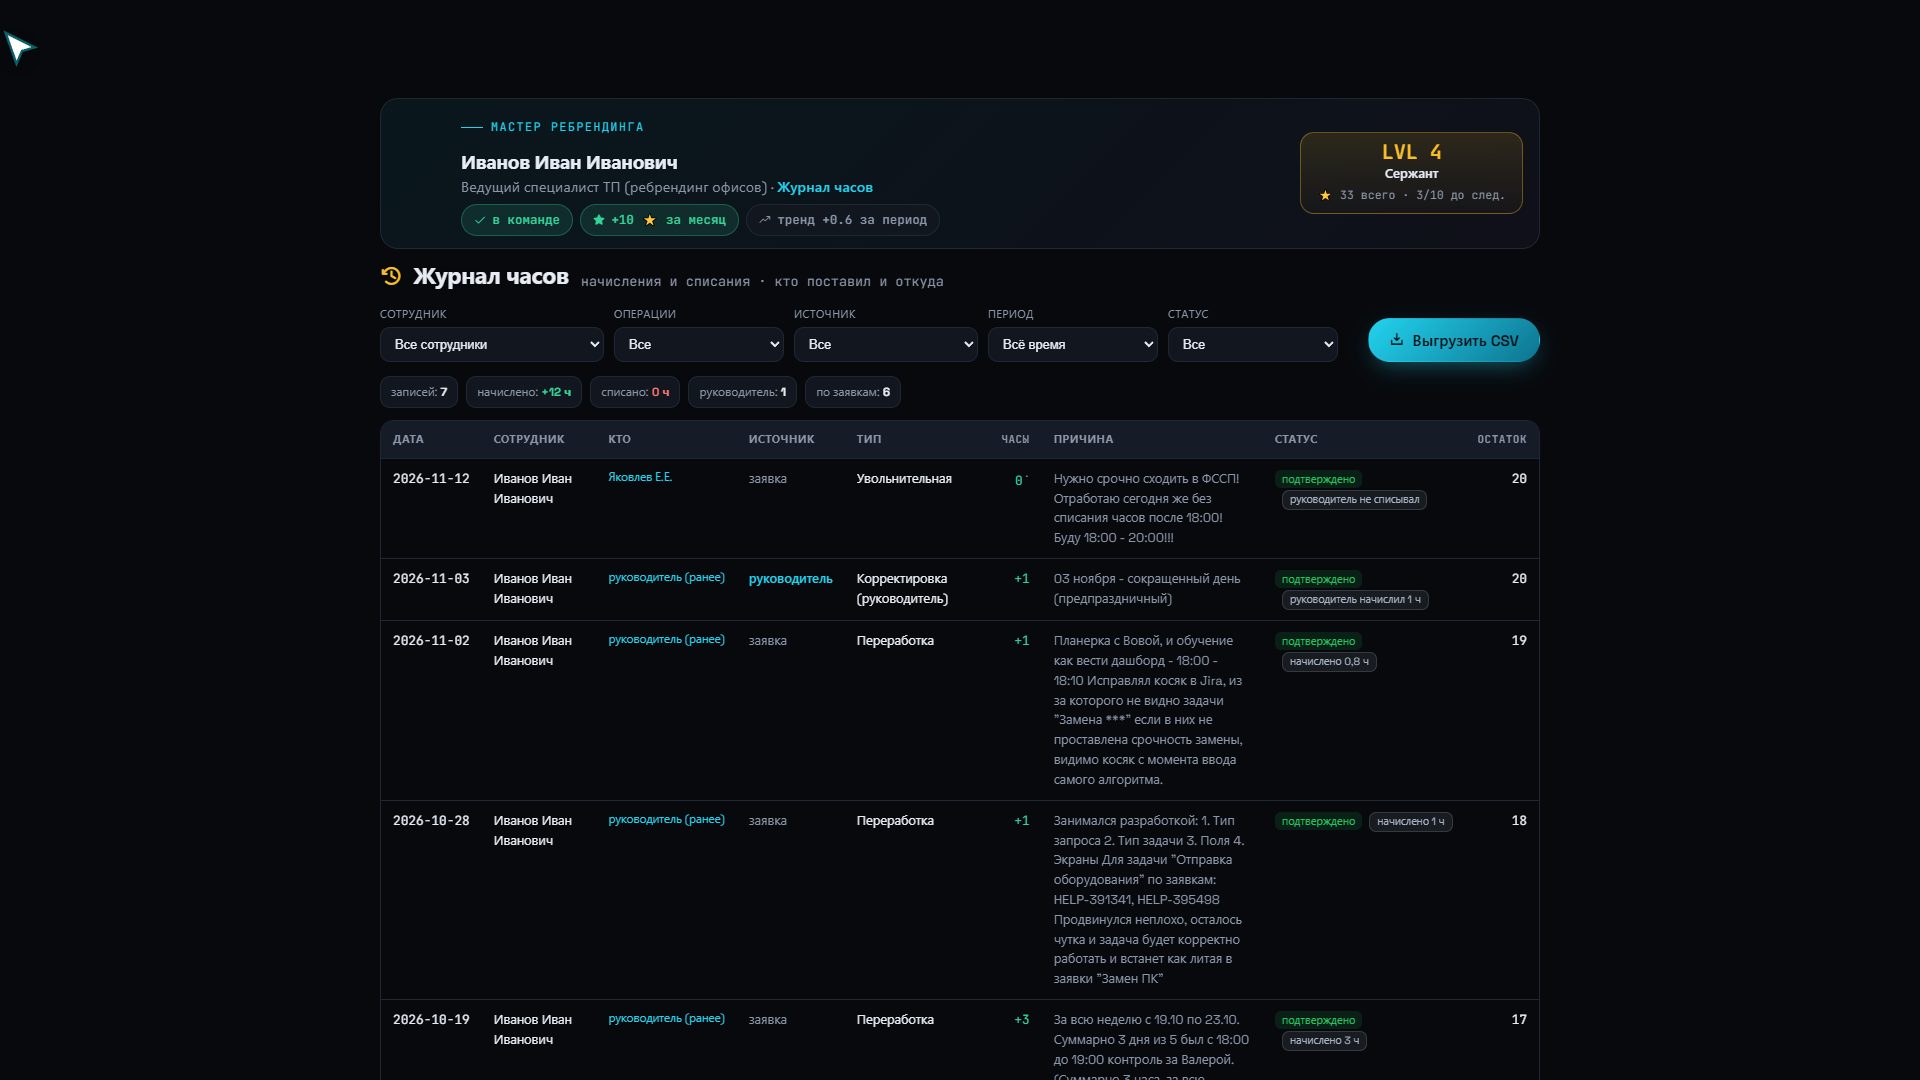 МАСТЕР РЕБРЕНДИНГА
Иванов Иван Иванович
Ведущий специалист ТП (ребрендинг офисов) · Журнал часов
в команде
+10 ⭐ за месяц
тренд +0.6 за период
LVL 4
Сержант
⭐ 33 всего · 3/10 до след.
Журнал часов
начисления и списания · кто поставил и откуда
СОТРУДНИК
Все сотрудники
ОПЕРАЦИИ
Все
ИСТОЧНИК
Все
ПЕРИОД
Всё время
СТАТУС
Все
Выгрузить CSV
записей: 7
начислено: +12 ч
списано: 0 ч
руководитель: 1
по заявкам: 6
ДАТА СОТРУДНИК КТО ИСТОЧНИК ТИП ЧАСЫ ПРИЧИНА СТАТУС ОСТАТОК
2026-11-12
Иванов Иван
Иванович
Яковлев Е.Е.
заявка
Увольнительная
0
Нужно срочно сходить в ФССП!
Отработаю сегодня же без
списания часов после 18:00!
Буду 18:00 - 20:00!!!
подтверждено
руководитель не списывал
20
2026-11-03
Иванов Иван
Иванович
руководитель (ранее)
руководитель
Корректировка
(руководитель)
+1
03 ноября - сокращенный день
(предпраздничный)
подтверждено
руководитель начислил 1 ч
20
2026-11-02
Иванов Иван
Иванович
руководитель (ранее)
заявка
Переработка
+1
Планерка с Вовой, и обучение
как вести дашборд - 18:00 -
18:10 Исправлял косяк в Jira, из
за которого не видно задачи
"Замена ***" если в них не
проставлена срочность замены,
видимо косяк с момента ввода
самого алгоритма.
подтверждено
начислено 0,8 ч
19
2026-10-28
Иванов Иван
Иванович
руководитель (ранее)
заявка
Переработка
+1
Занимался разработкой: 1. Тип
запроса 2. Тип задачи 3. Поля 4.
Экраны Для задачи "Отправка
оборудования" по заявкам:
HELP-391341, HELP-395498
Продвинулся неплохо, осталось
чутка и задача будет корректно
работать и встанет как литая в
заявки "Замен ПК"
подтверждено
начислено 1 ч
18
2026-10-19
Иванов Иван
Иванович
руководитель (ранее)
заявка
Переработка
+3
За всю неделю с 19.10 по 23.10.
Суммарно 3 дня из 5 был с 18:00
до 19:00 контроль за Валерой.
(Суммарно 3 часа, за всю
подтверждено
начислено 3 ч
17